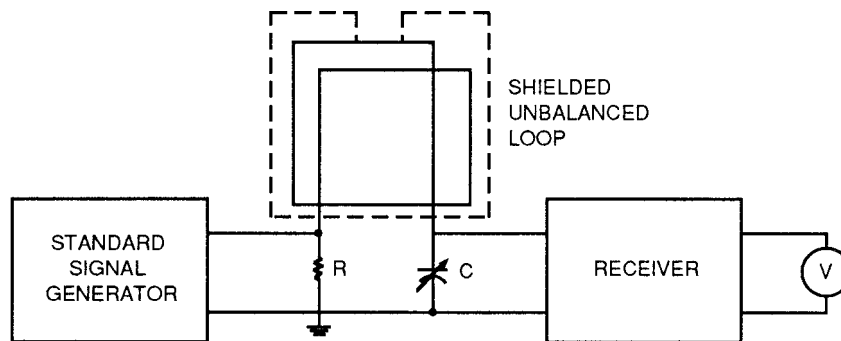 SHIELDED
UNBALANCED
LOOP
STANDARD
SIGNAL
GENERATOR
R
C
RECEIVER
V